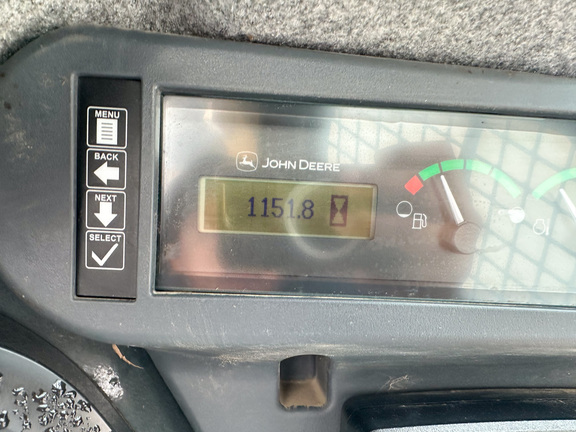 MENU
BACK
NEXT
SELECT
JOHN DEERE
1151.8